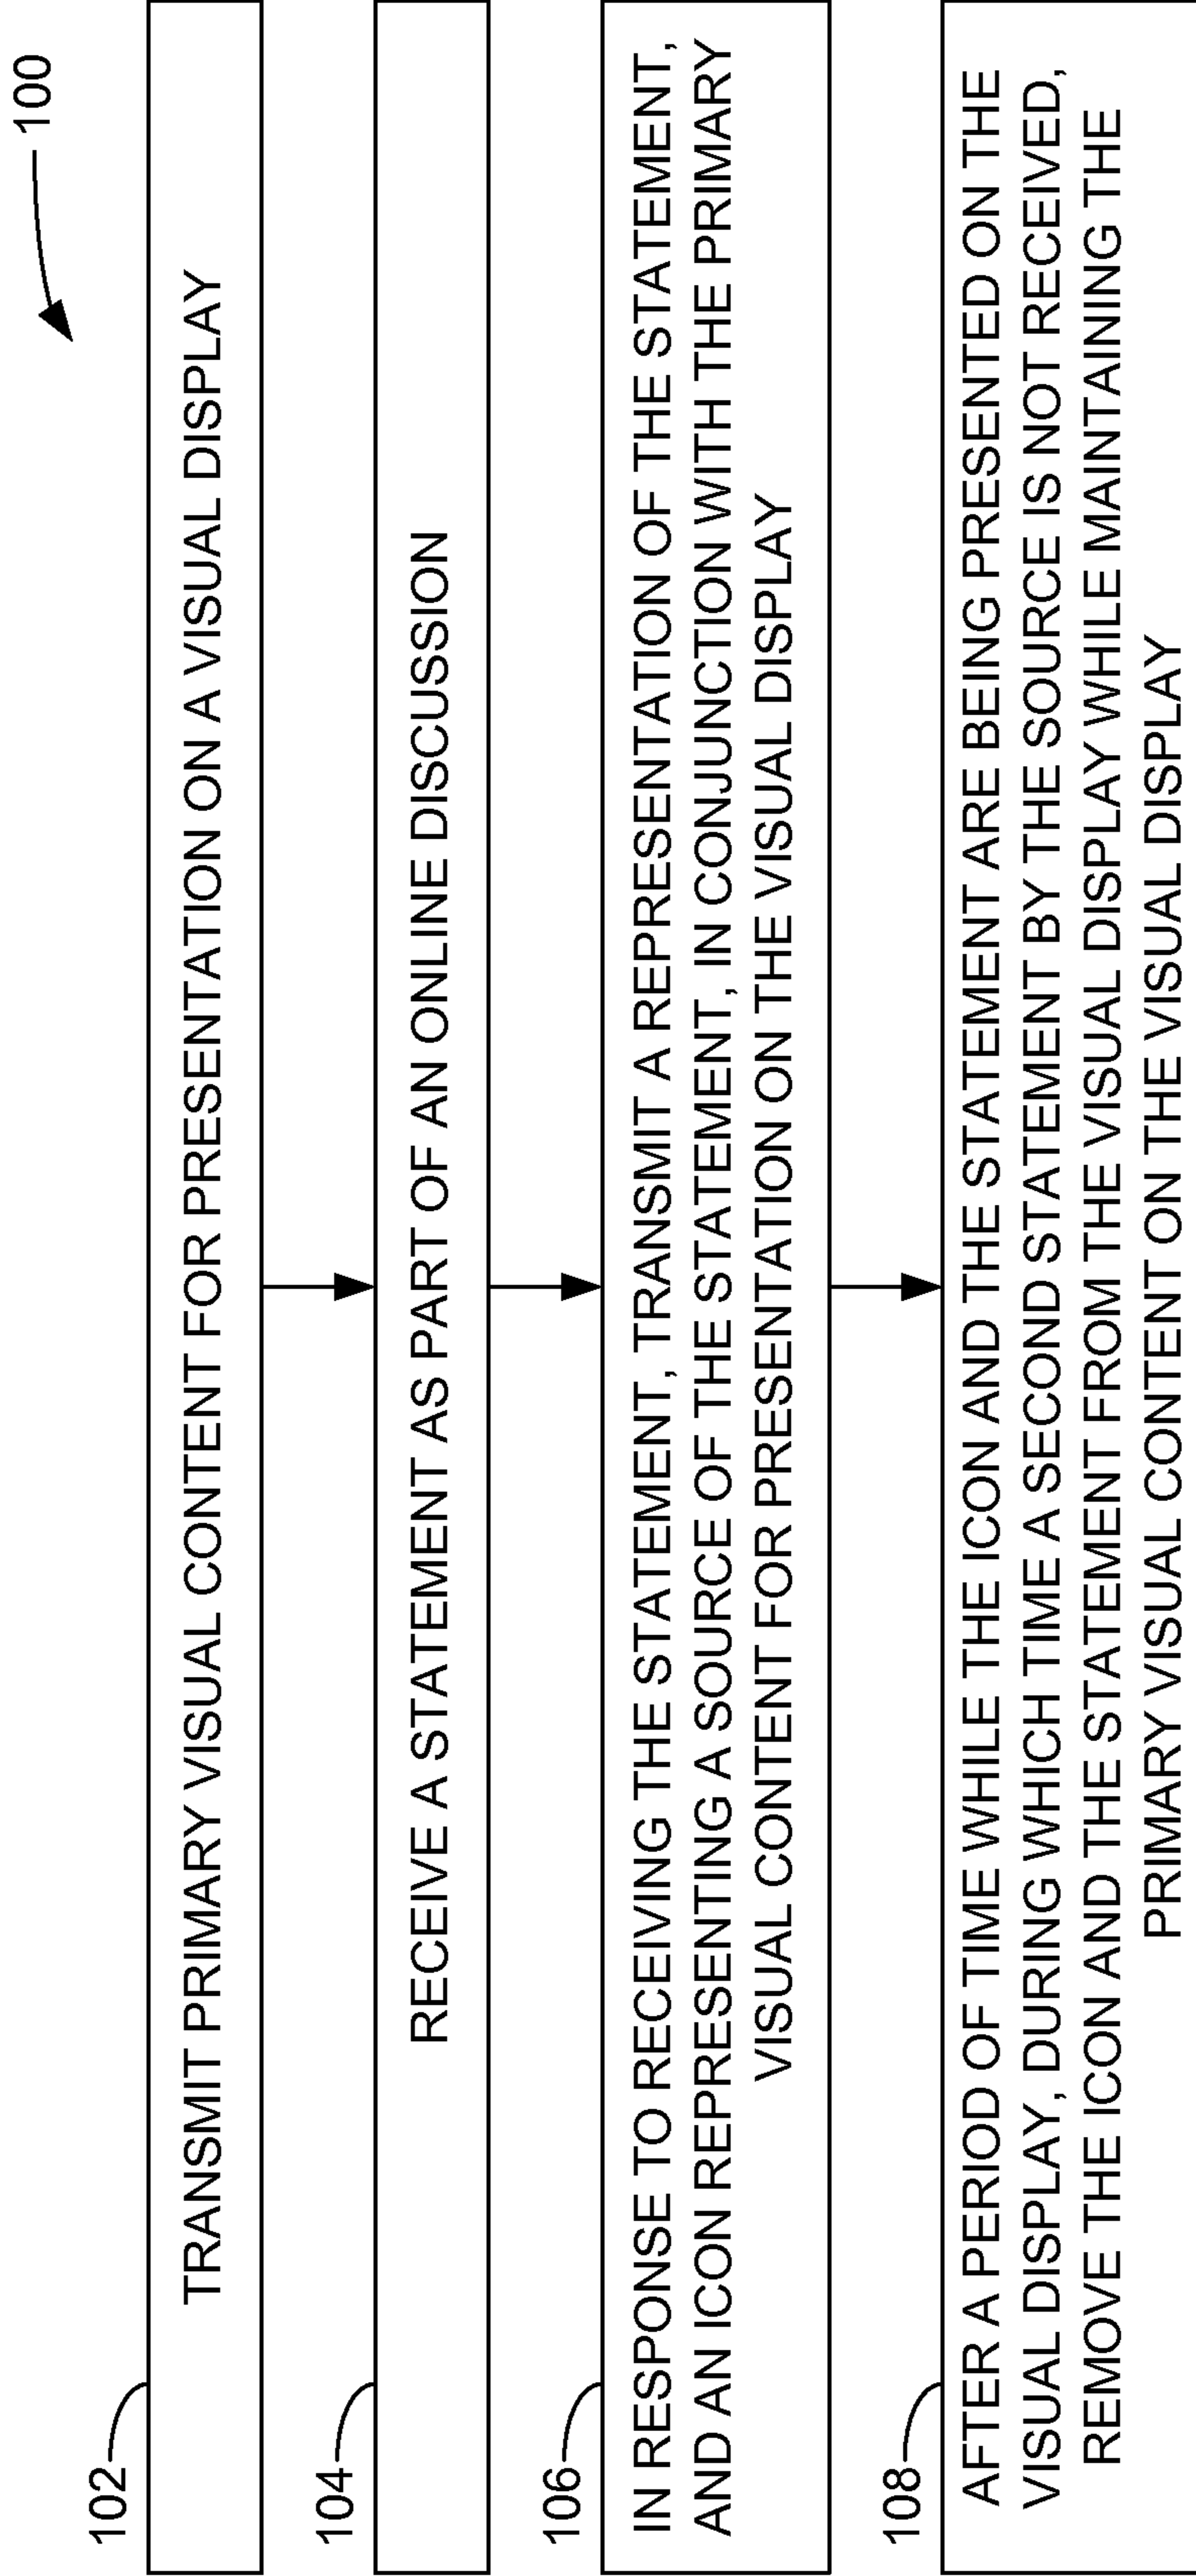 100
102
TRANSMIT PRIMARY VISUAL CONTENT FOR PRESENTATION ON A VISUAL DISPLAY
104
RECEIVE A STATEMENT AS PART OF AN ONLINE DISCUSSION
106
IN RESPONSE TO RECEIVING THE STATEMENT, TRANSMIT A REPRESENTATION OF THE STATEMENT,
AND AN ICON REPRESENTING A SOURCE OF THE STATEMENT, IN CONJUNCTION WITH THE PRIMARY
VISUAL CONTENT FOR PRESENTATION ON THE VISUAL DISPLAY
108
AFTER A PERIOD OF TIME WHILE THE ICON AND THE STATEMENT ARE BEING PRESENTED ON THE
VISUAL DISPLAY, DURING WHICH TIME A SECOND STATEMENT BY THE SOURCE IS NOT RECEIVED,
REMOVE THE ICON AND THE STATEMENT FROM THE VISUAL DISPLAY WHILE MAINTAINING THE
PRIMARY VISUAL CONTENT ON THE VISUAL DISPLAY